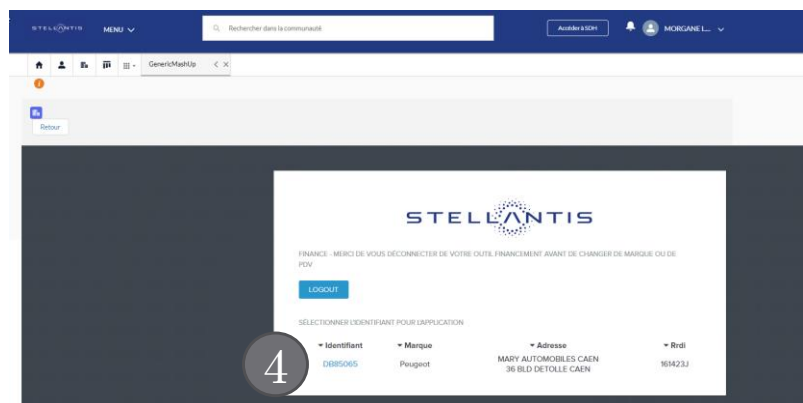 STELLANTIS MENU Rechercher dans la communauté Accéder à SDH MORGANE L...
GenericMashUp
Retour
STELLANTIS
FINANCE - MERCI DE VOUS DÉCONNECTER DE VOTRE OUTIL FINANCEMENT AVANT DE CHANGER DE MARQUE OU DE
PDV
LOGOUT
SÉLECTIONNER L'IDENTIFIANT POUR L'APPLICATION
Identifiant Marque Adresse Rrdi
4 DB85065 Peugeot MARY AUTOMOBILES CAEN 161423J
36 BLD DETOLLE CAEN